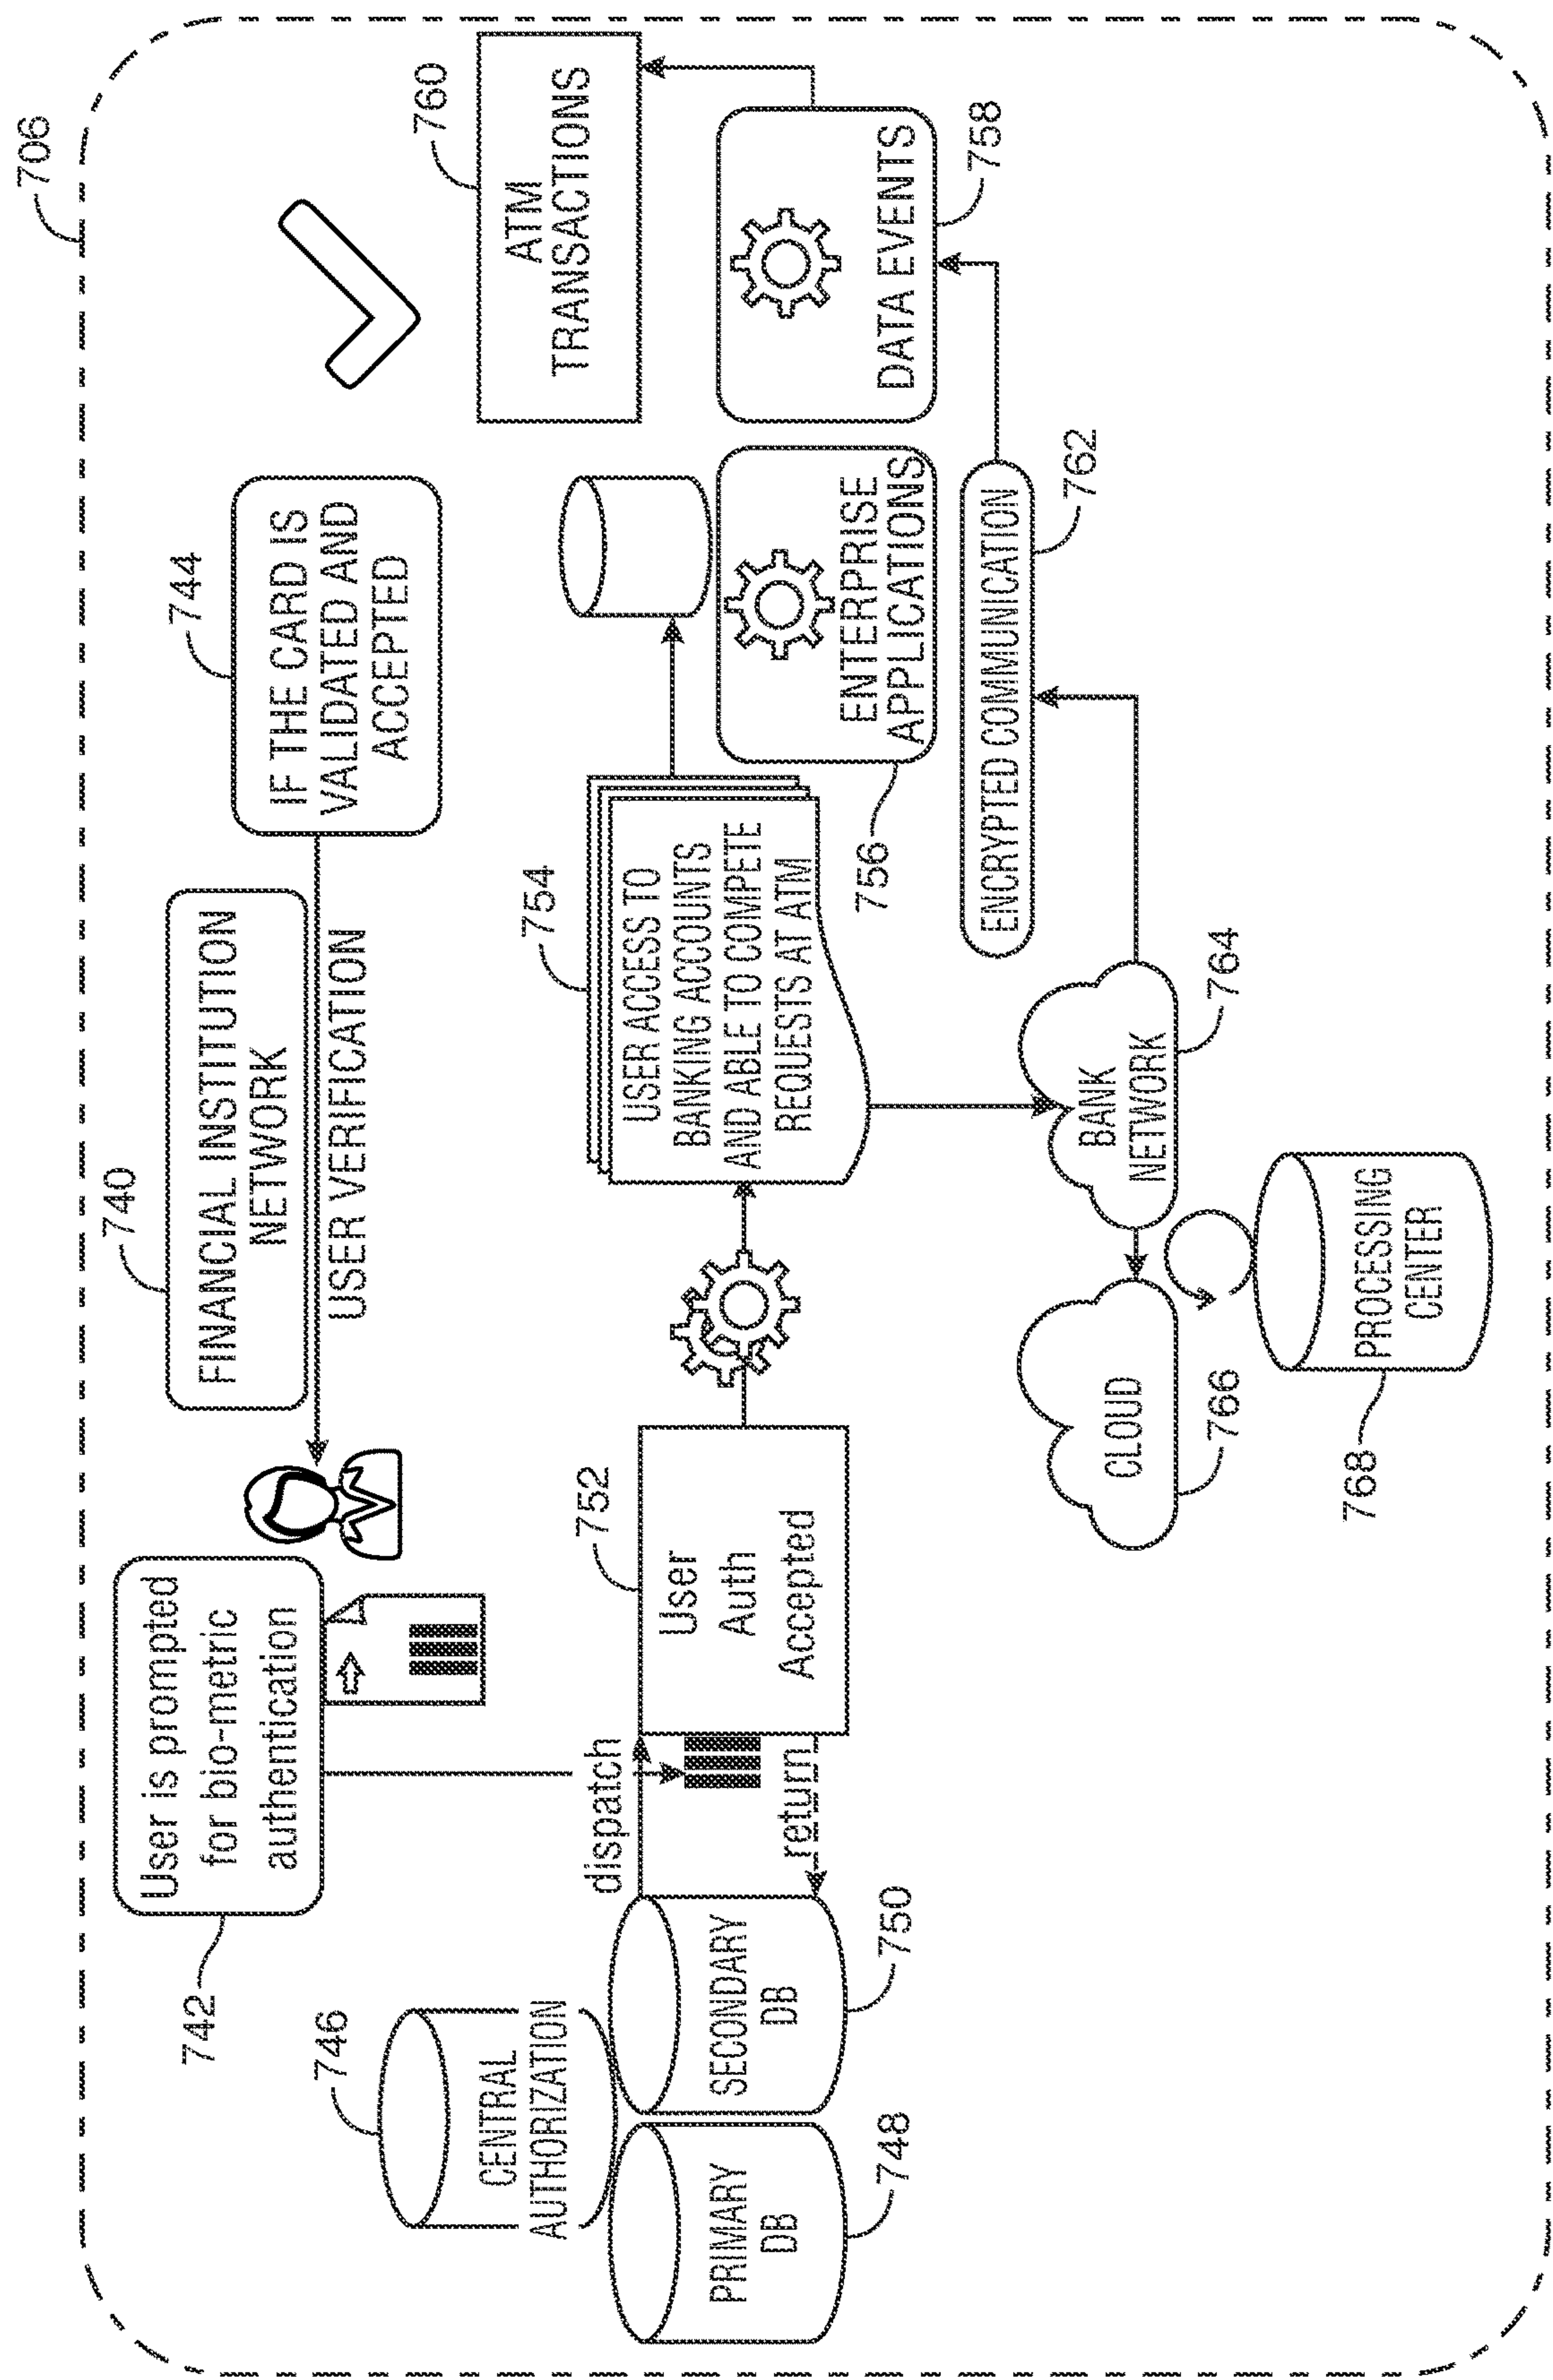 706
740
FINANCIAL INSTITUTION
NETWORK
742
User is prompted
for bio-metric
authentication
USER VERIFICATION
744
IF THE CARD IS
VALIDATED AND
ACCEPTED
746
CENTRAL
AUTHORIZATION
PRIMARY
DB
748
SECONDARY
DB
750
dispatch
return
752
User
Auth
Accepted
754
USER ACCESS TO
BANKING ACCOUNTS
AND ABLE TO COMPETE
REQUESTS AT ATM
756
ENTERPRISE
APPLICATIONS
760
ATM
TRANSACTIONS
DATA EVENTS
758
ENCRYPTED COMMUNICATION
762
CLOUD
766
BANK
NETWORK
764
PROCESSING
CENTER
768